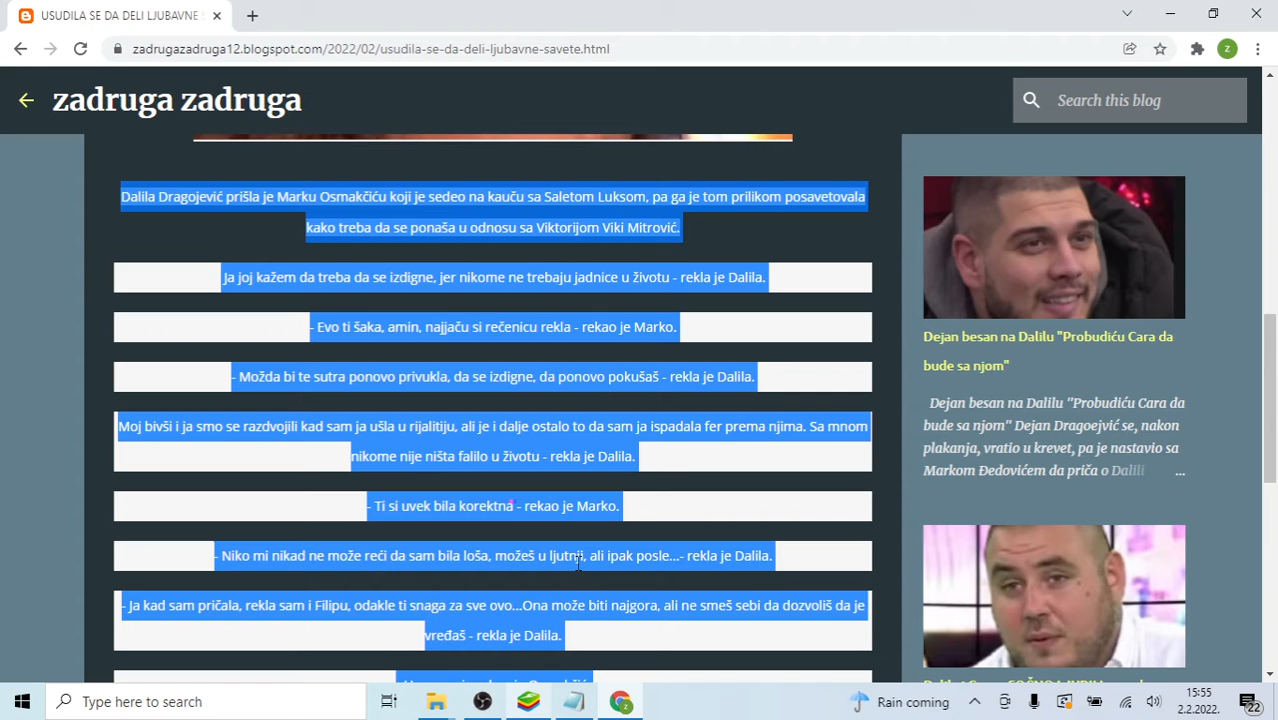 USUDILA SE DA DELI LJUBAVNE
zadrugazadruga12.blogspot.com/2022/02/usudila-se-da-deli-ljubavne-savete.html
z
zadruga zadruga
Search this blog
Dalila Dragojević prišla je Marku Osmakčiću koji je sedeo na kauču sa Saletom Luksom, pa ga je tom prilikom posavetovala
kako treba da se ponaša u odnosu sa Viktorijom Viki Mitrović.
Ja joj kažem da treba da se izdigne, jer nikome ne trebaju jadnice u životu - rekla je Dalila.
- Evo ti šaka, amin, najjaču si rečenicu rekla - rekao je Marko.
- Možda bi te sutra ponovo privukla, da se izdigne, da ponovo pokušaš - rekla je Dalila.
Moj bivši i ja smo se razdvojili kad sam ja ušla u rijalitiju, ali je i dalje ostalo to da sam ja ispadala fer prema njima. Sa mnom
nikome nije ništa falilo u životu - rekla je Dalila.
- Ti si uvek bila korektna - rekao je Marko.
- Niko mi nikad ne može reći da sam bila loša, možeš u ljutnji, ali ipak posle...- rekla je Dalila.
- Ja kad sam pričala, rekla sam i Filipu, odakle ti snaga za sve ovo...Ona može biti najgora, ali ne smeš sebi da dozvoliš da je
vređaš - rekla je Dalila.
Dejan besan na Dalilu "Probudiću Cara da
bude sa njom"
Dejan besan na Dalilu "Probudiću Cara da
bude sa njom" Dejan Dragoejvić se, nakon
plakanja, vratio u krevet, pa je nastavio sa
Markom Đedovićem da priča o Dalili ...
Type here to search
z
Rain coming
15:55
2.2.2022.
22